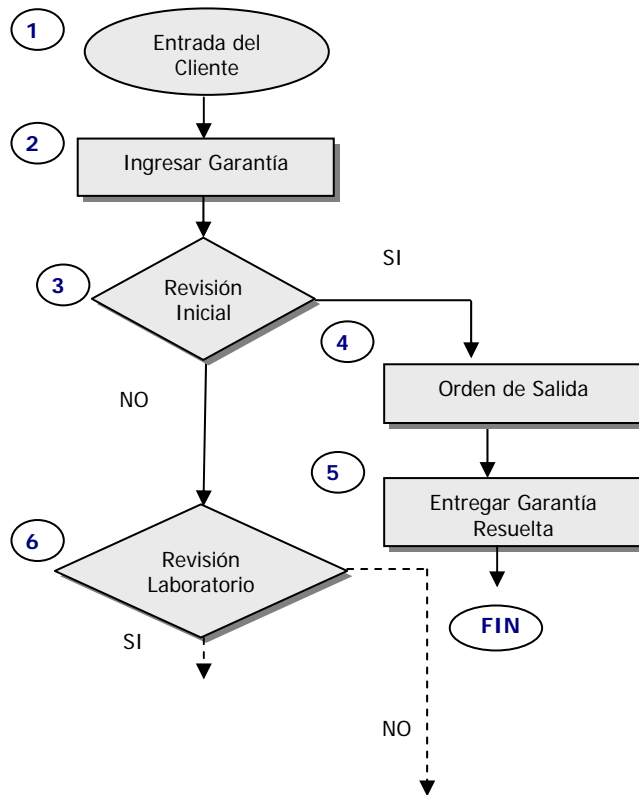 1
Entrada del
Cliente
2
Ingresar Garantía
3
Revisión
Inicial
SI
4
Orden de Salida
NO
5
Entregar Garantía
Resuelta
6
Revisión
Laboratorio
FIN
SI
NO